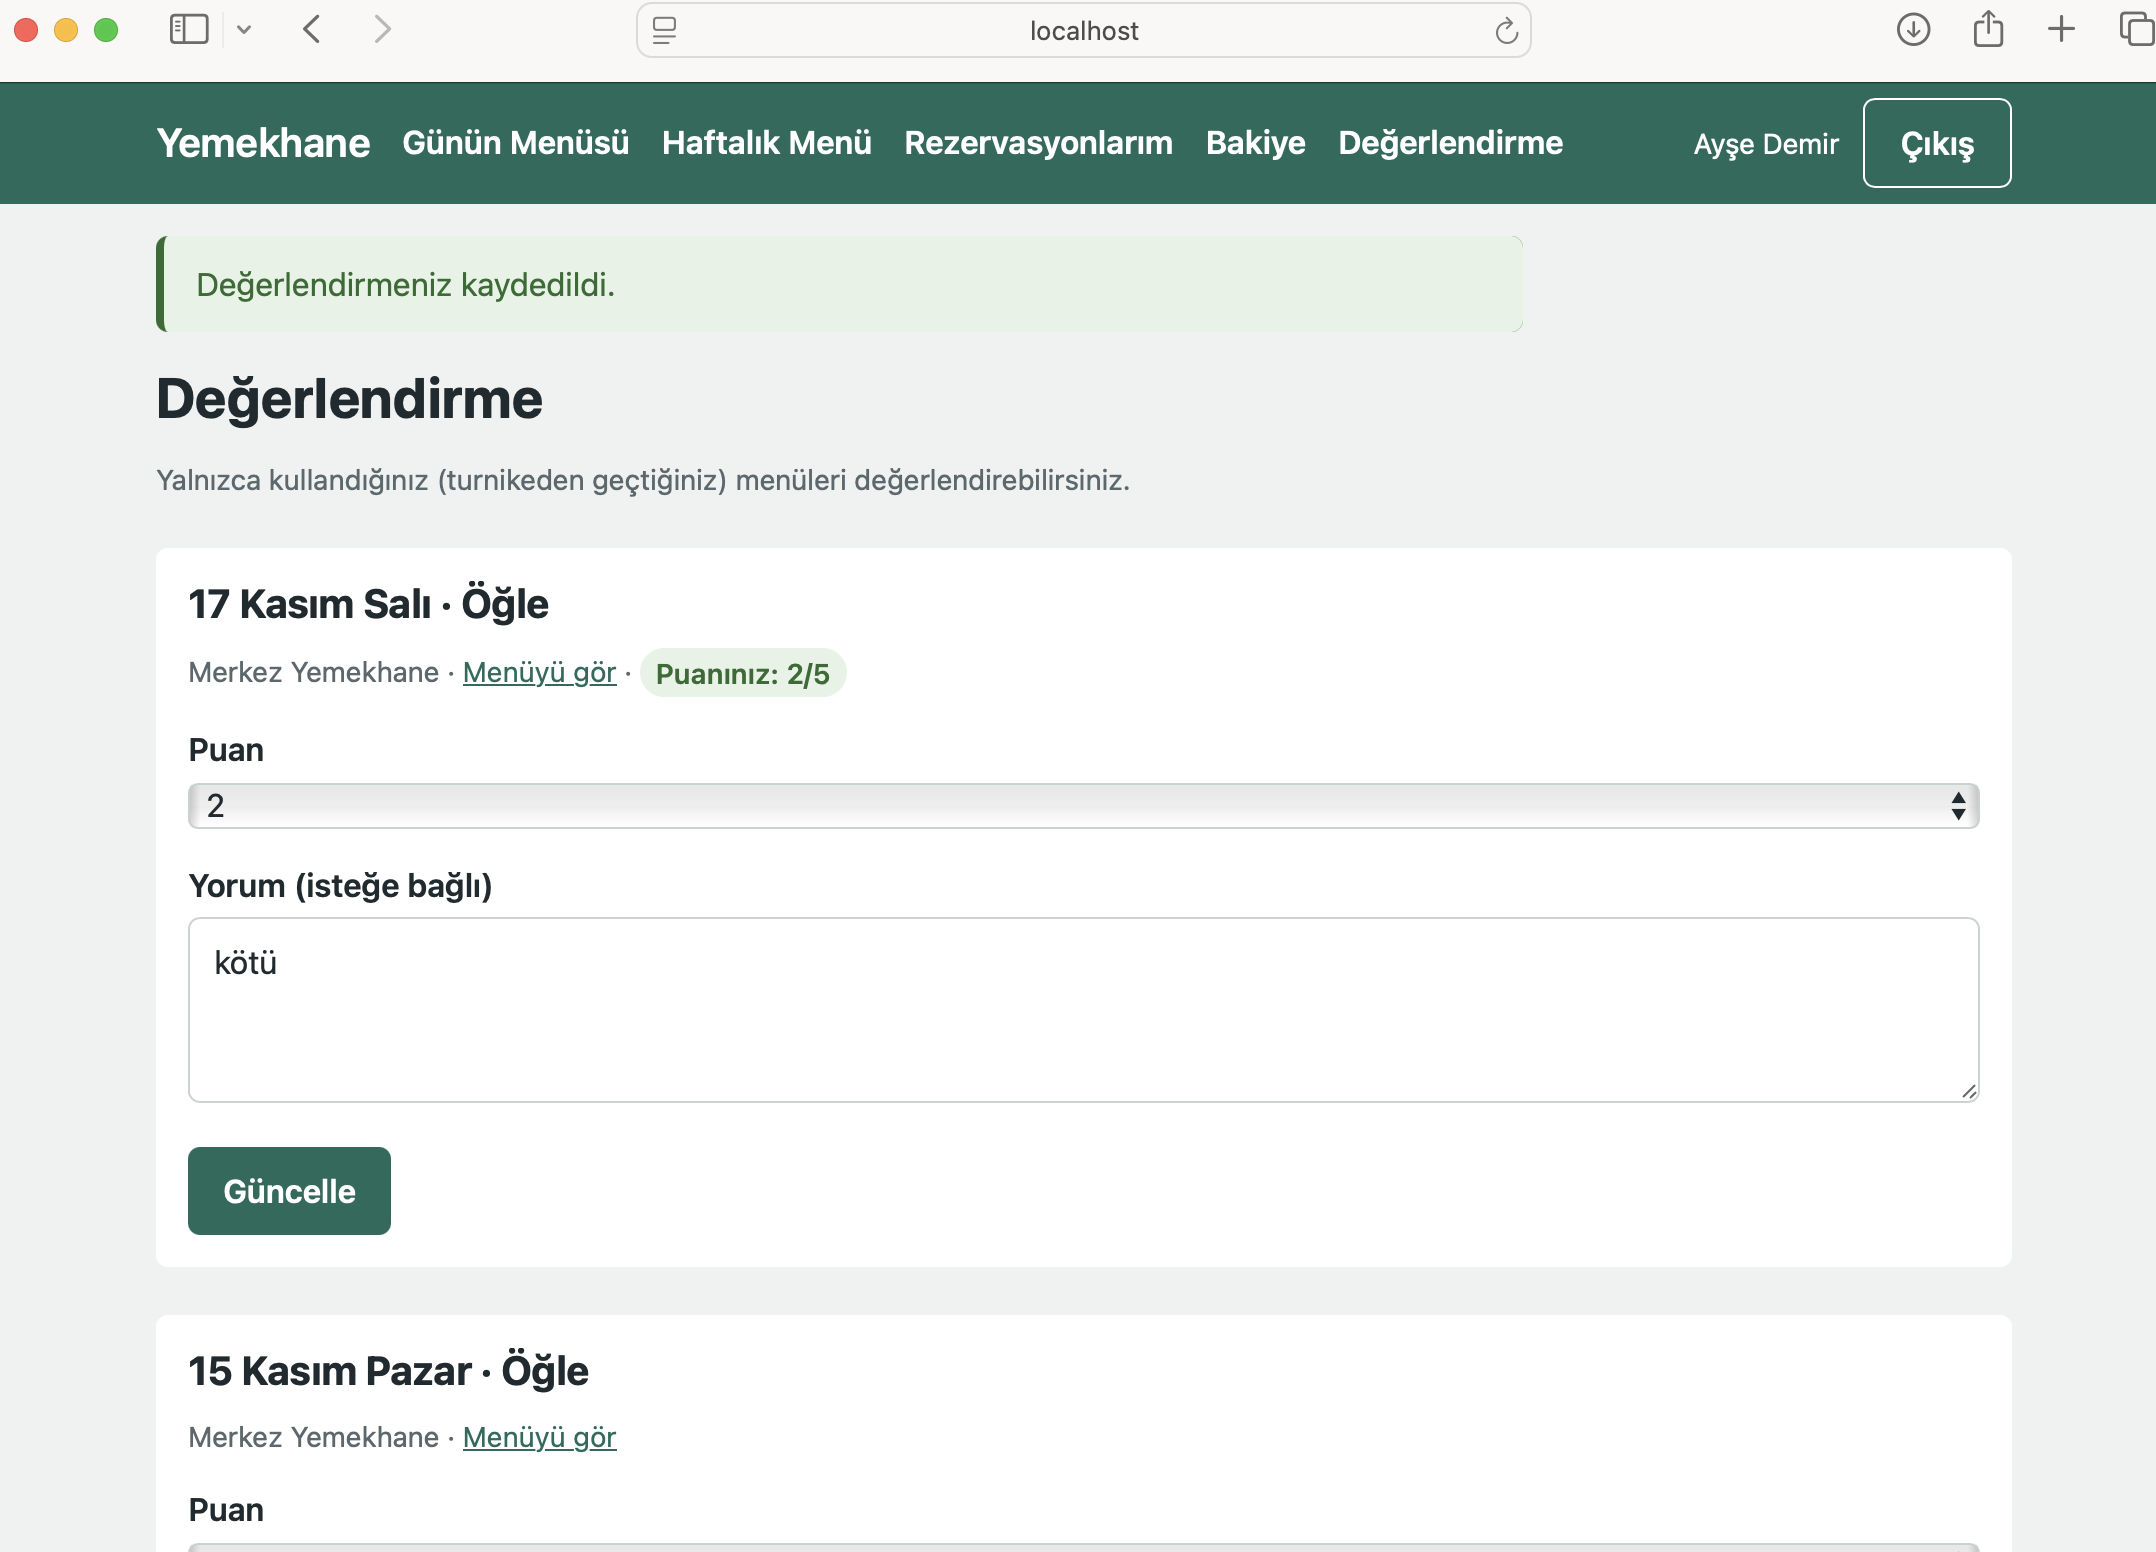 localhost
Yemekhane Günün Menüsü Haftalık Menü Rezervasyonlarım Bakiye Değerlendirme Ayşe Demir Çıkış
Değerlendirmeniz kaydedildi.
Değerlendirme
Yalnızca kullandığınız (turnikeden geçtiğiniz) menüleri değerlendirebilirsiniz.
17 Kasım Salı · Öğle
Merkez Yemekhane · Menüyü gör · Puanınız: 2/5
Puan
2
Yorum (isteğe bağlı)
kötü
Güncelle
15 Kasım Pazar · Öğle
Merkez Yemekhane · Menüyü gör
Puan